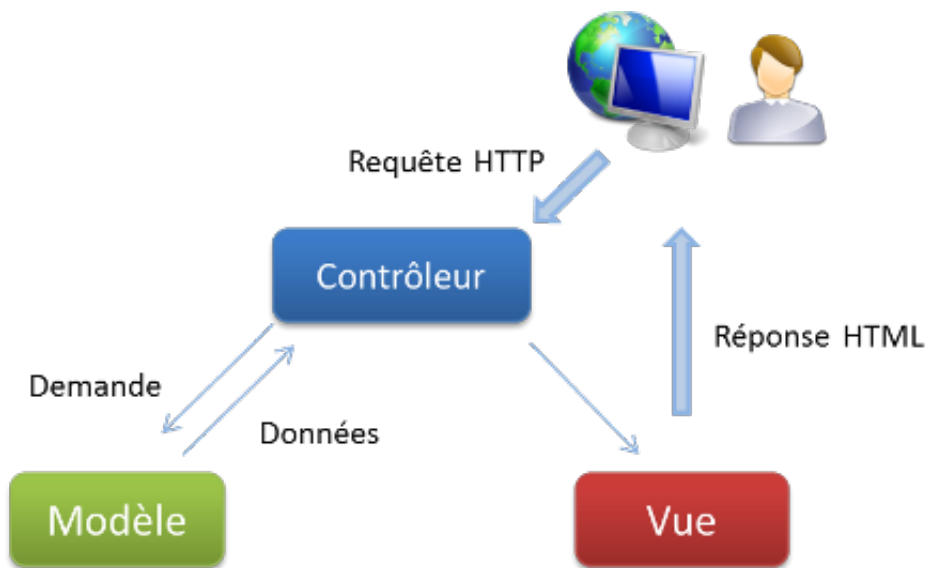 Requête HTTP
Contrôleur
Réponse HTML
Demande
Données
Modèle
Vue